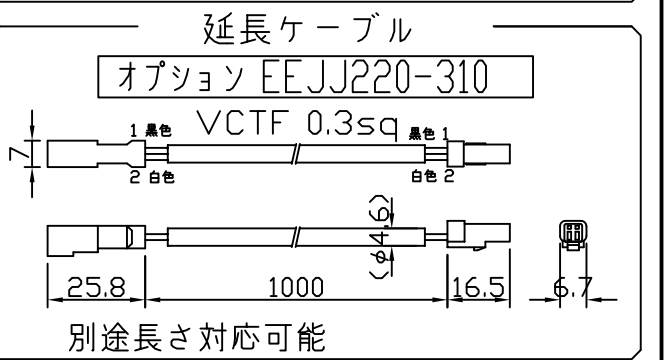 延長ケーブル
オプション EEJJ220-310
VCTF 0.3sq
1 黒色
黒色 1
7
2 白色
白色 2
(φ4.6)
25.8
1000
16.5
6.7
別途長さ対応可能